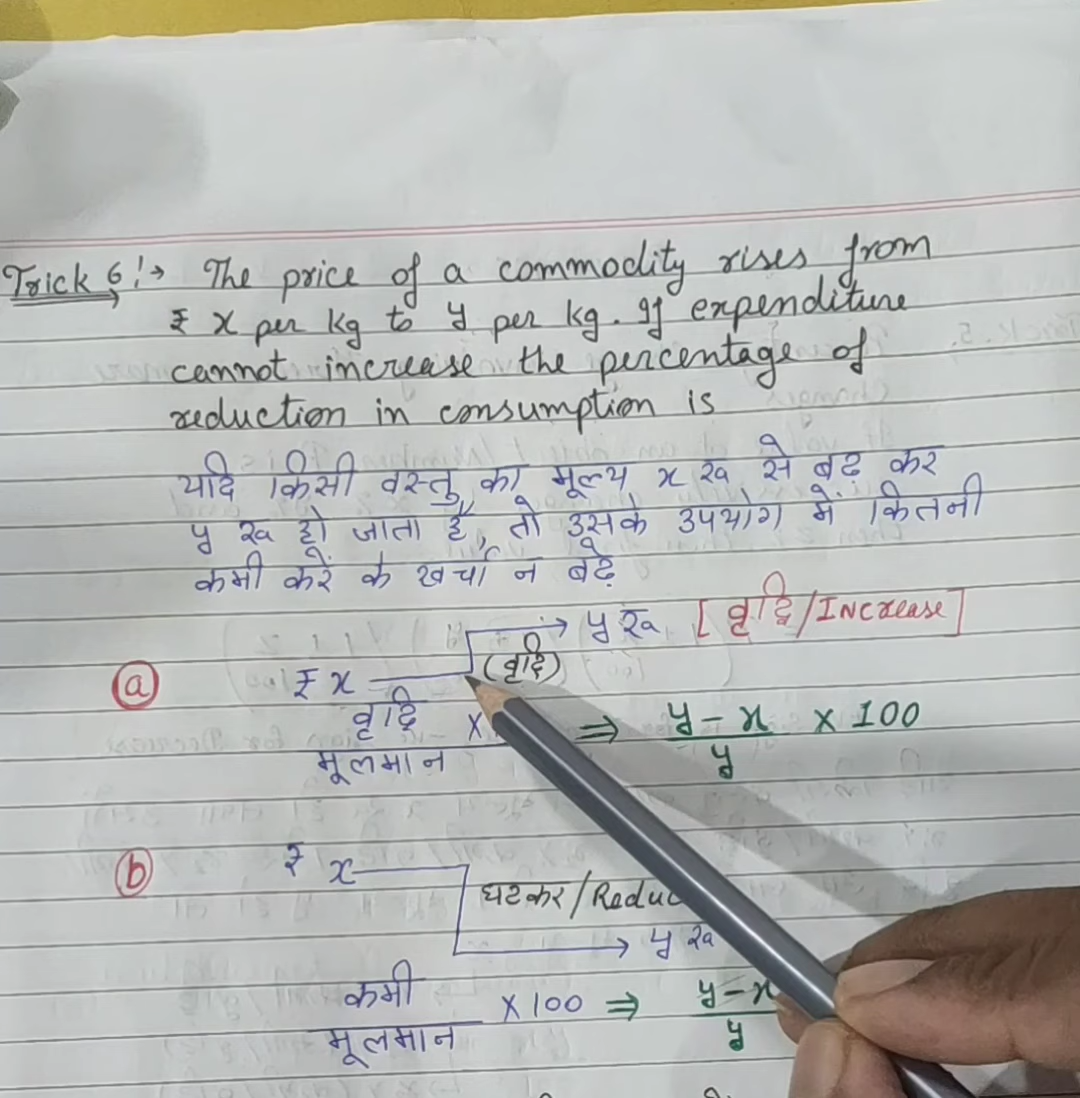 Trick 6:→ The price of a commodity rises from
₹ x per kg to y per kg. If expenditure
cannot increase the percentage of
reduction in consumption is
यदि किसी वस्तु का मूल्य x रू से बढ़ कर
y रू हो जाता है, तो उसके उपयोग में कितनी
कमी करें के खर्चा न बढ़े
→ y रू [वृद्धि/Increase]
(a) ₹ x (वृद्धि)
वृद्धि/मूलमान × ⇒ (y - x)/y × 100
(b) ₹ x
घटकर/Reduc
→ y रू
कमी/मूलमान × 100 ⇒ (y - x)/y